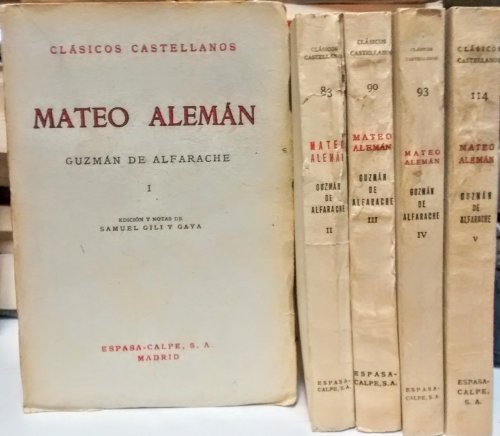 CLÁSICOS CASTELLANOS
MATEO ALEMÁN
GUZMÁN DE ALFARACHE
I
EDICIÓN Y NOTAS DE
SAMUEL GILI Y GAYA
ESPASA-CALPE, S. A.
MADRID
CLÁSICOS
CASTELLANOS
83
MATEO
ALEMÁN
GUZMÁN
DE
ALFARACHE
II
ESPASA-
CALPE, S.A.
CLÁSICOS
CASTELLANOS
90
MATEO
ALEMÁN
GUZMÁN
DE
ALFARACHE
III
ESPASA-
CALPE, S.A.
CLÁSICOS
CASTELLANOS
93
MATEO
ALEMÁN
GUZMÁN
DE
ALFARACHE
IV
ESPASA-
CALPE, S.A.
CLÁSICOS
CASTELLANOS
114
MATEO
ALEMÁN
GUZMÁN
DE
ALFARACHE
V
ESPASA-
CALPE,
S. A.